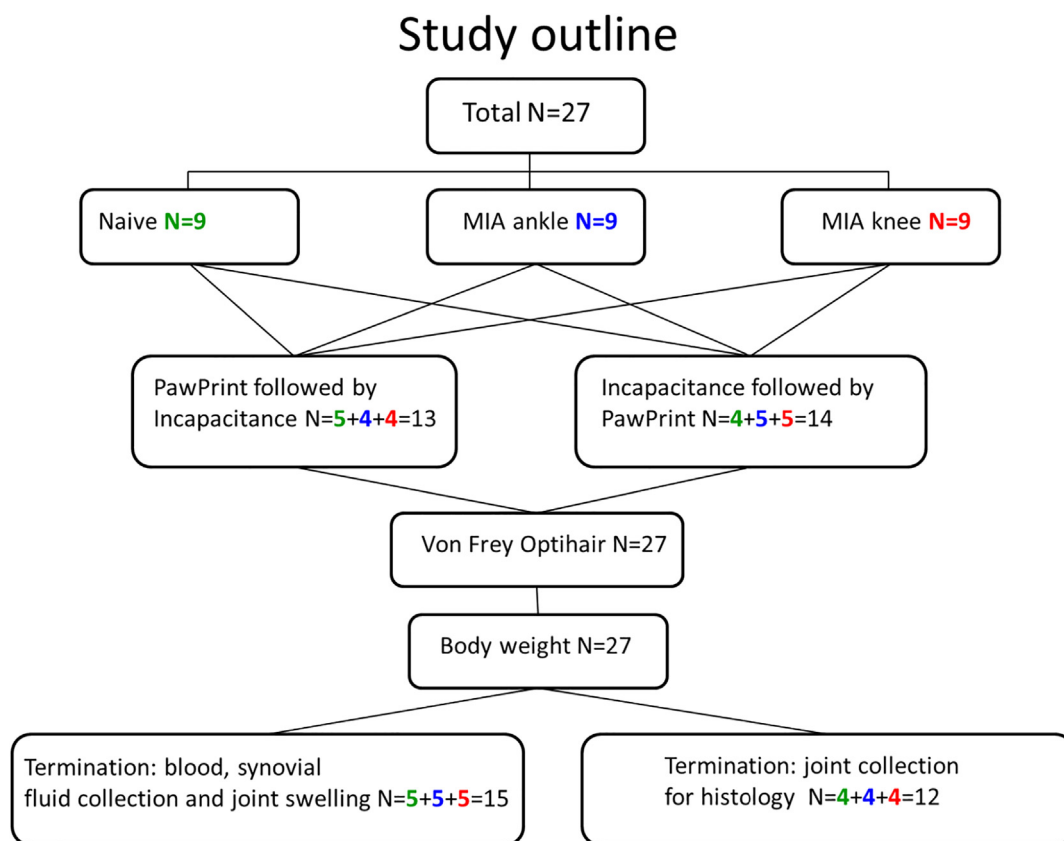 Study outline
Total N=27
Naive N=9
MIA ankle N=9
MIA knee N=9
PawPrint followed by
Incapacitance N=5+4+4=13
Incapacitance followed by
PawPrint N=4+5+5=14
Von Frey Optihair N=27
Body weight N=27
Termination: blood, synovial
fluid collection and joint swelling N=5+5+5=15
Termination: joint collection
for histology N=4+4+4=12